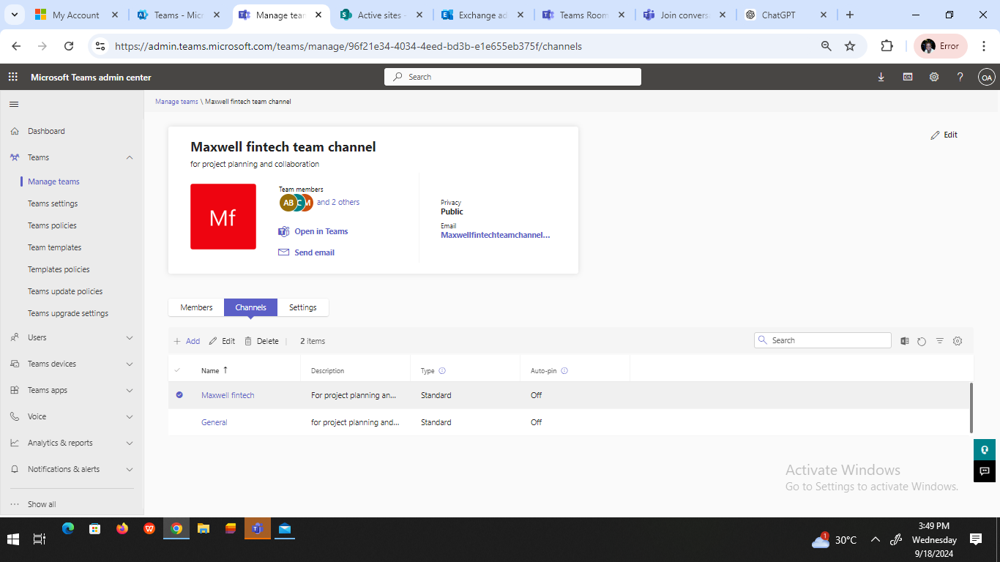 My Account
Teams - Micr
Manage tear
Active sites -
Exchange ad
Teams Room
Join convers
ChatGPT
https://admin.teams.microsoft.com/teams/manage/96f21e34-4034-4eed-bd3b-e1e655eb375f/channels
Error
Microsoft Teams admin center
Search
OA
Manage teams \ Maxwell fintech team channel
Dashboard
Teams
Manage teams
Teams settings
Teams policies
Team templates
Templates policies
Teams update policies
Teams upgrade settings
Users
Teams devices
Teams apps
Voice
Analytics & reports
Notifications & alerts
Show all
Edit
Maxwell fintech team channel
for project planning and collaboration
Mf
Team members
AB C M and 2 others
Open in Teams
Send email
Privacy
Public
Email
Maxwellfintechteamchannel...
Members Channels Settings
Add Edit Delete 2 items
Search
Name Description Type Auto-pin
Maxwell fintech For project planning an... Standard Off
General for project planning and... Standard Off
Activate Windows
Go to Settings to activate Windows.
1
30°C
3:49 PM
Wednesday
9/18/2024